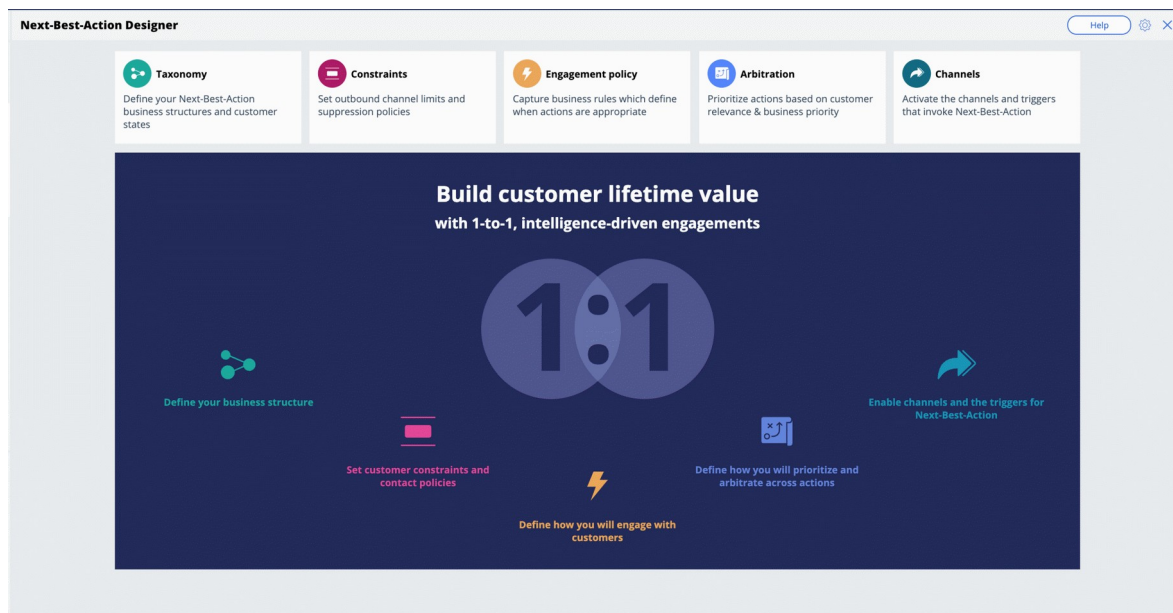 Next-Best-Action Designer
Help
Taxonomy
Define your Next-Best-Action
business structures and customer
states
Constraints
Set outbound channel limits and
suppression policies
Engagement policy
Capture business rules which define
when actions are appropriate
Arbitration
Prioritize actions based on customer
relevance & business priority
Channels
Activate the channels and triggers
that invoke Next-Best-Action
Build customer lifetime value
with 1-to-1, intelligence-driven engagements
1:1
Define your business structure
Set customer constraints and
contact policies
Define how you will engage with
customers
Define how you will prioritize and
arbitrate across actions
Enable channels and the triggers for
Next-Best-Action